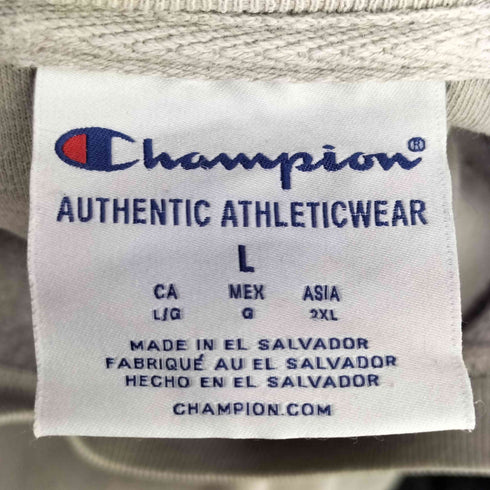 Champion®
AUTHENTIC ATHLETICWEAR
L
CA MEX ASIA
L/G G 2XL
MADE IN EL SALVADOR
FABRIQUÉ AU EL SALVADOR
HECHO EN EL SALVADOR
CHAMPION.COM